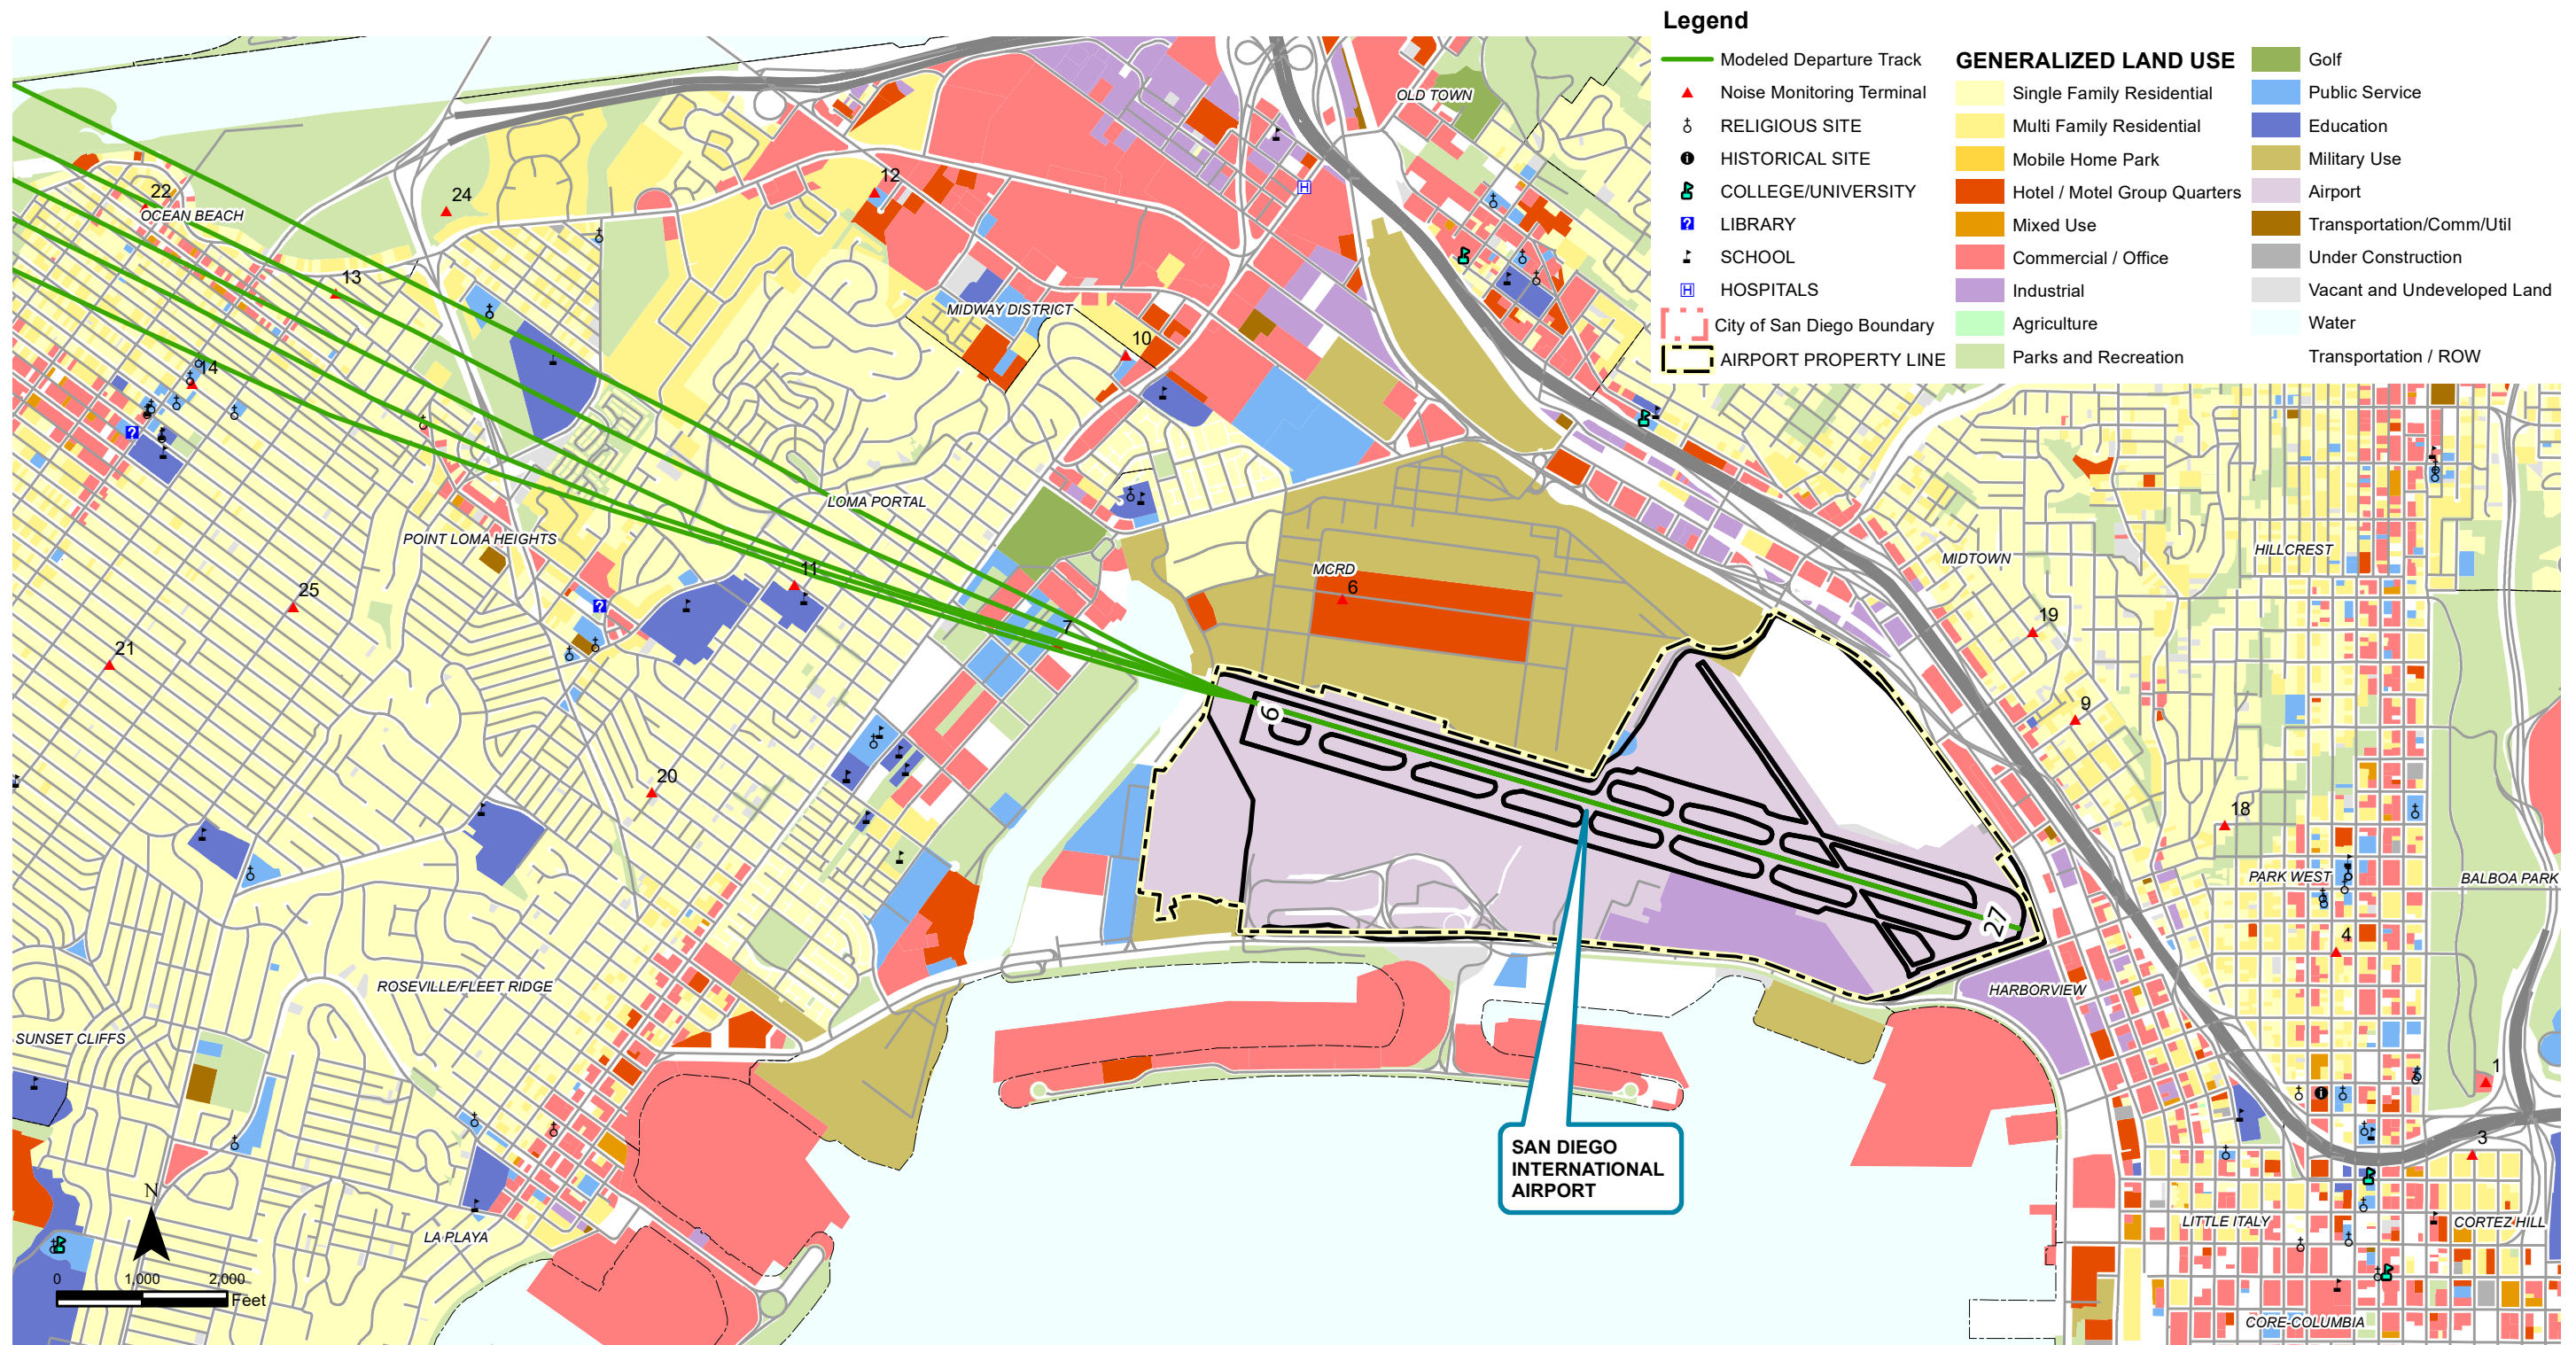 Legend
Modeled Departure Track
Noise Monitoring Terminal
RELIGIOUS SITE
HISTORICAL SITE
COLLEGE/UNIVERSITY
LIBRARY
SCHOOL
HOSPITALS
City of San Diego Boundary
AIRPORT PROPERTY LINE
GENERALIZED LAND USE
Single Family Residential
Multi Family Residential
Mobile Home Park
Hotel / Motel Group Quarters
Mixed Use
Commercial / Office
Industrial
Agriculture
Parks and Recreation
Golf
Public Service
Education
Military Use
Airport
Transportation/Comm/Util
Under Construction
Vacant and Undeveloped Land
Water
Transportation / ROW
OLD TOWN
22
OCEAN BEACH
24
12
H
13
MIDWAY DISTRICT
10
14
?
LOMA PORTAL
POINT LOMA HEIGHTS
MIDTOWN
HILLCREST
MCRD
6
11
25
?
7
19
21
9
9
20
18
PARK WEST
BALBOA PARK
27
4
ROSEVILLE/FLEET RIDGE
HARBORVIEW
SUNSET CLIFFS
1
3
SAN DIEGO
INTERNATIONAL
AIRPORT
N
LA PLAYA
LITTLE ITALY
CORTEZ HILL
0 1,000 2,000
Feet
CORE-COLUMBIA